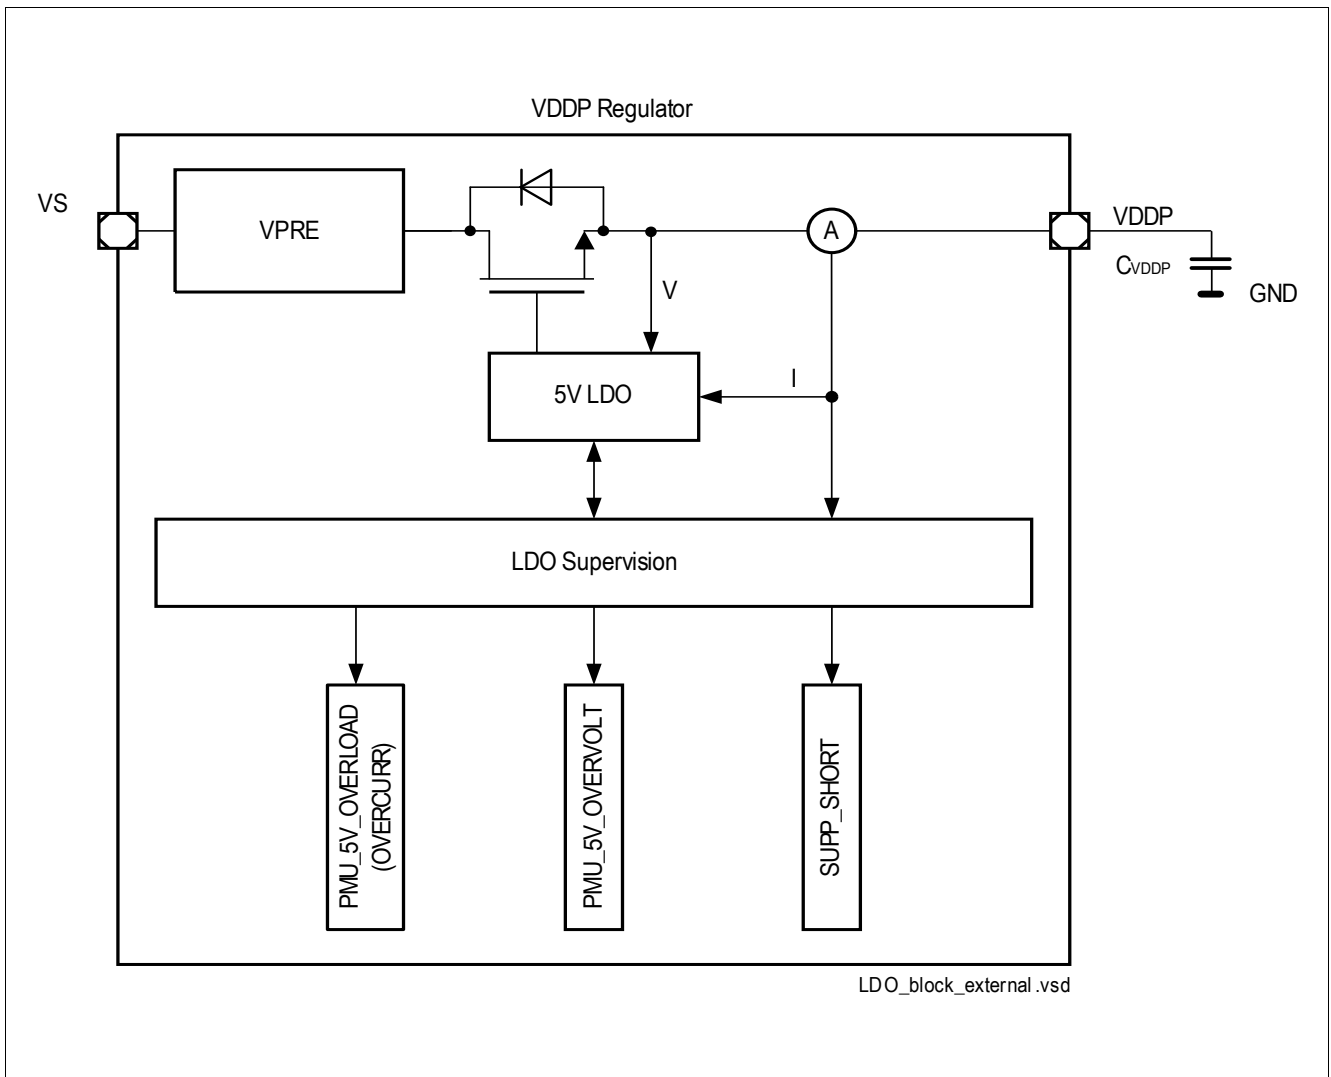 VDDP Regulator
VS
VPRE
A
VDDP
CVDDP
GND
V
5V LDO
I
LDO Supervision
PMU_5V_OVERLOAD
(OVERCURR)
PMU_5V_OVERVOLT
SUPP_SHORT
LDO_block_external.vsd